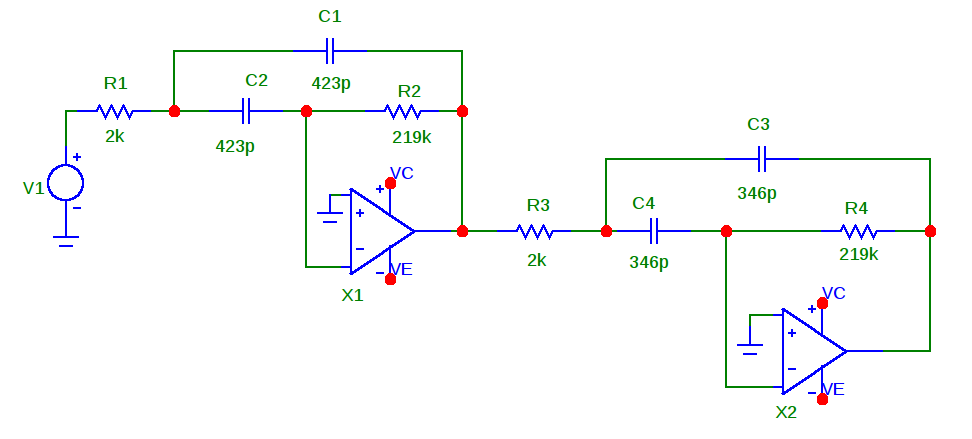 C1
423p
R1
2k
C2
423p
R2
219k
V1
+
−
VC
+
+
−
−
VE
X1
R3
2k
C3
346p
C4
346p
R4
219k
VC
+
+
−
−
VE
X2